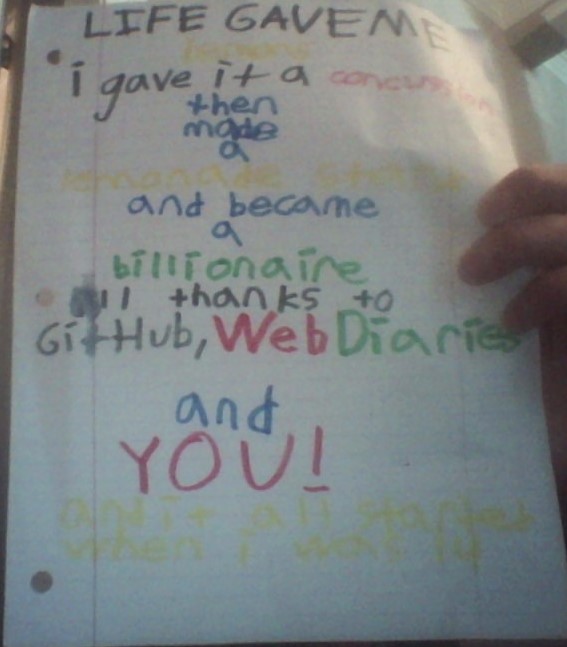 LIFE GAVE ME
lemons
i gave it a concussion
then
made
a
lemonade stand
and became
a
billionaire
all thanks to
GitHub, WebDiaries
and
YOU!
and it all started
when i was 14